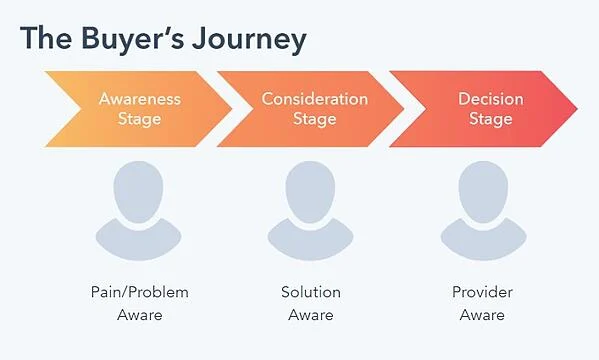 The Buyer's Journey
Awareness
Stage
Consideration
Stage
Decision
Stage
Pain/Problem
Aware
Solution
Aware
Provider
Aware